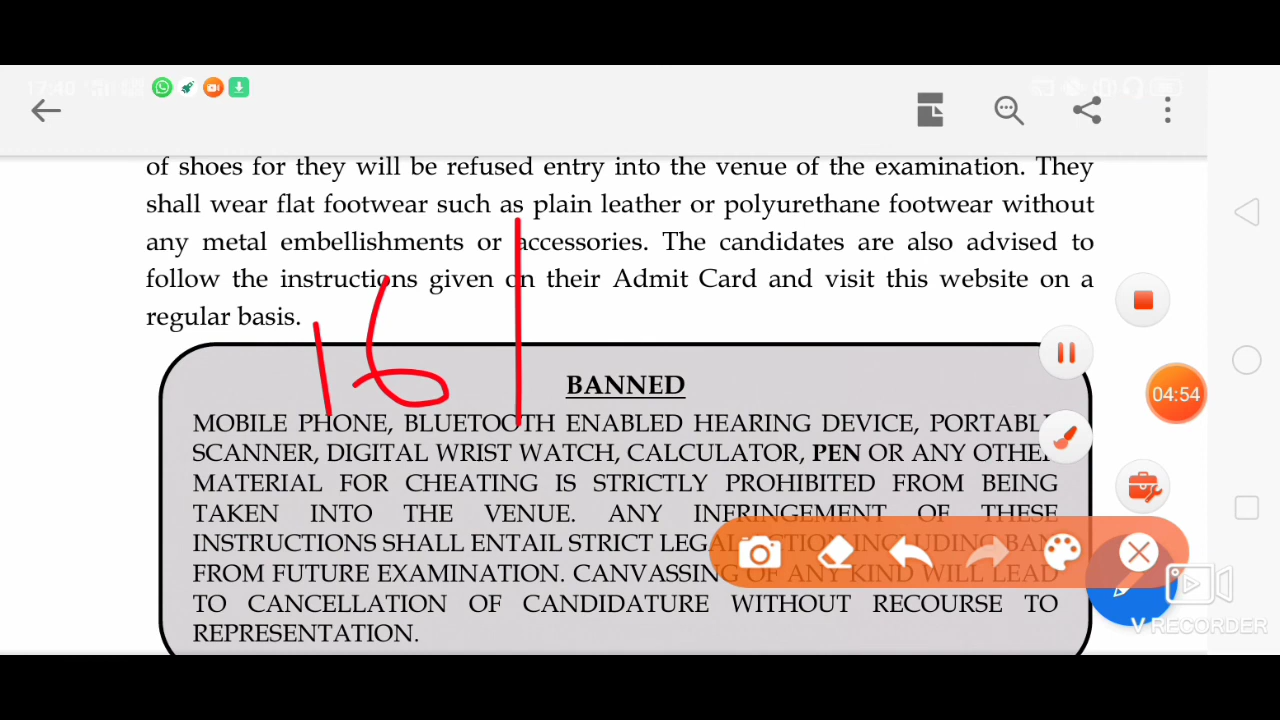 17:40
of shoes for they will be refused entry into the venue of the examination. They
shall wear flat footwear such as plain leather or polyurethane footwear without
any metal embellishments or accessories. The candidates are also advised to
follow the instructions given on their Admit Card and visit this website on a
regular basis.
161
BANNED
MOBILE PHONE, BLUETOOTH ENABLED HEARING DEVICE, PORTABLE
SCANNER, DIGITAL WRIST WATCH, CALCULATOR, PEN OR ANY OTHER
MATERIAL FOR CHEATING IS STRICTLY PROHIBITED FROM BEING
TAKEN INTO THE VENUE. ANY INFRINGEMENT OF THESE
INSTRUCTIONS SHALL ENTAIL STRICT LEGAL ACTION INCLUDING BAN
FROM FUTURE EXAMINATION. CANVASSING OF ANY KIND WILL LEAD
TO CANCELLATION OF CANDIDATURE WITHOUT RECOURSE TO
REPRESENTATION.
04:54
V RECORDER